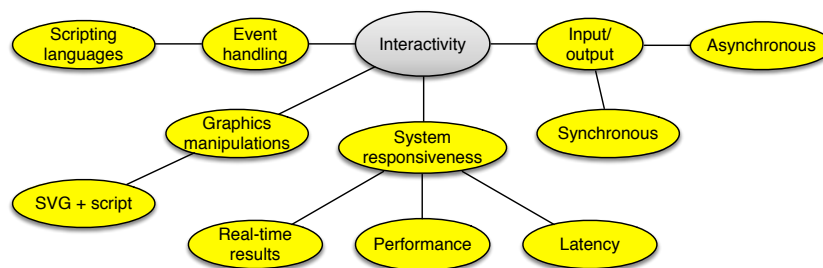 Scripting
languages
Event
handling
Interactivity
Input/
output
Asynchronous
Graphics
manipulations
System
responsiveness
Synchronous
SVG + script
Real-time
results
Performance
Latency